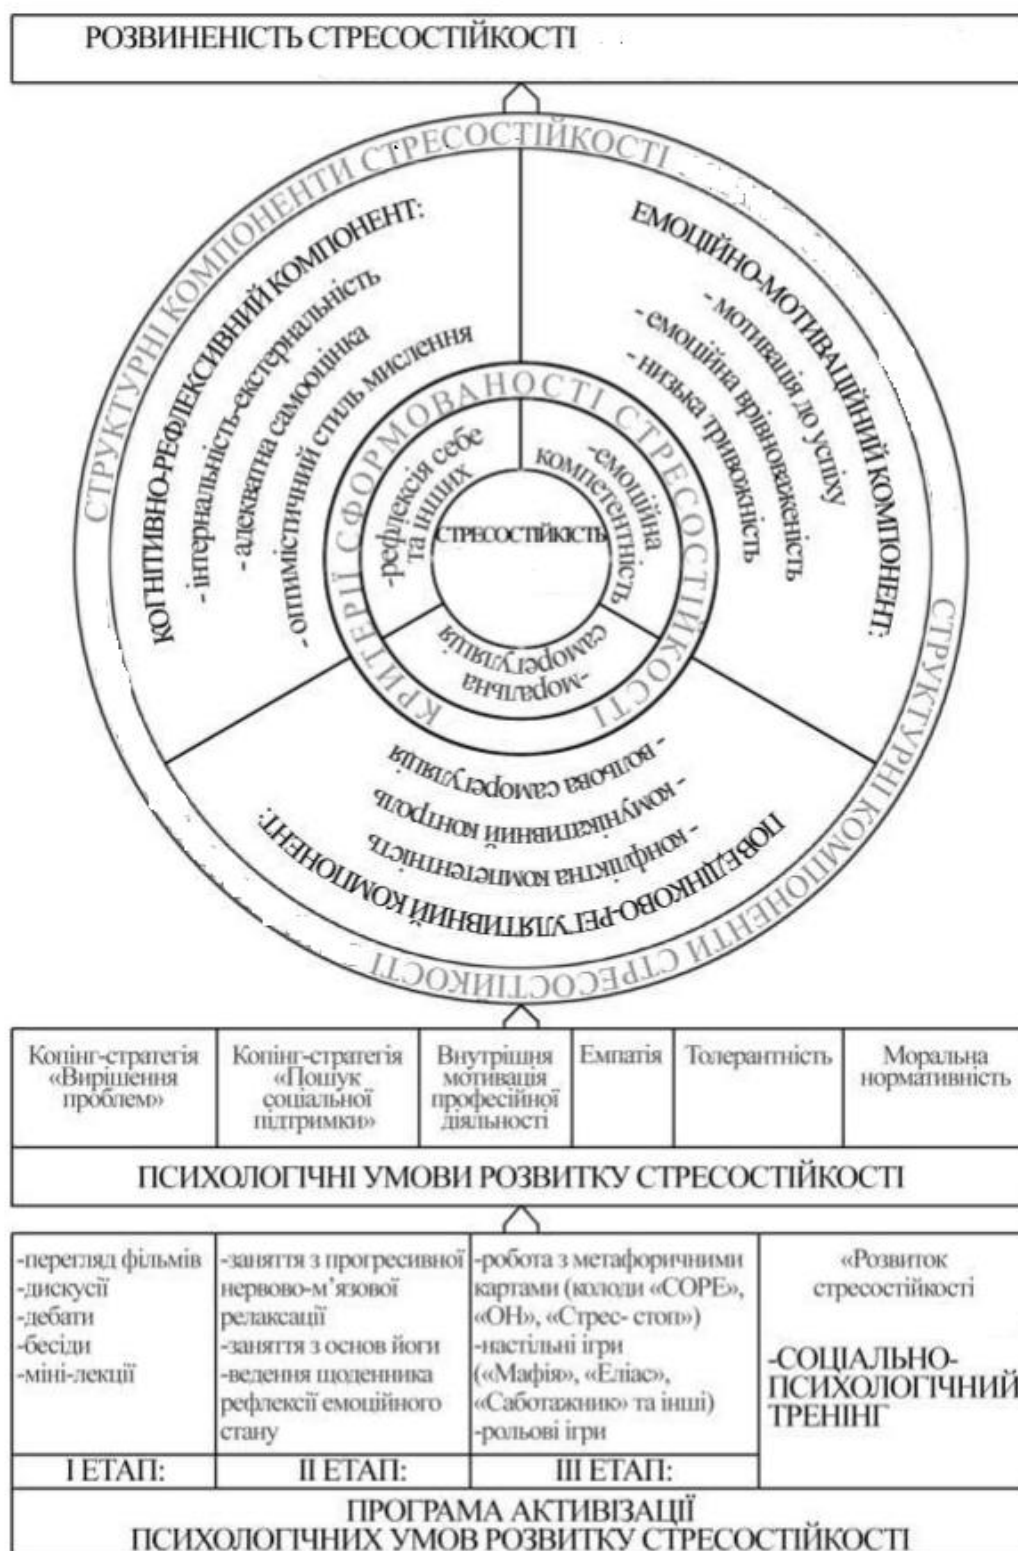 РОЗВИНЕНІСТЬ СТРЕСОСТІЙКОСТІ
СТРУКТУРНІ КОМПОНЕНТИ СТРЕСОСТІЙКОСТІ
КОГНІТИВНО-РЕФЛЕКСИВНИЙ КОМПОНЕНТ:
- інтернальність-екстернальність
- адекватна самооцінка
-оптимістичний стиль мислення
ЕМОЦІЙНО-МОТИВАЦІЙНИЙ КОМПОНЕНТ:
- мотивація до успіху
- емоційна врівноваженість
- низька тривожність
КРИТЕРІЇ СФОРМОВАНОСТІ СТРЕСОСТІЙКОСТІ
-рефлексія себе
та інших
-емоційна
компетентність
СТРЕСОСТІЙКІСТЬ
-моральна
саморегуляція
- вольова саморегуляція
- комунікативний контроль
- конфліктна компетентність
ПОВЕДІНКОВО-РЕГУЛЯТИВНИЙ КОМПОНЕНТ:
СТРУКТУРНІ КОМПОНЕНТИ СТРЕСОСТІЙКОСТІ
Копінг-стратегія
«Вирішення
проблем»
Копінг-стратегія
«Пошук
соціальної
підтримки»
Внутрішня
мотивація
професійної
діяльності
Емпатія
Толерантність
Моральна
нормативність
ПСИХОЛОГІЧНІ УМОВИ РОЗВИТКУ СТРЕСОСТІЙКОСТІ
-перегляд фільмів
-дискусії
-дебати
-бесіди
-міні-лекції
І ЕТАП:
-заняття з прогресивної
нервово-м’язової
релаксації
-заняття з основ йоги
-ведення щоденника
рефлексії емоційного
стану
ІІ ЕТАП:
-робота з метафоричними
картами (колоди «COPE»,
«ОН», «Стрес- стоп»)
-настільні ігри
(«Мафія», «Еліас»,
«Саботажник» та інші)
-рольові ігри
ІІІ ЕТАП:
«Розвиток
стресостійкості
-СОЦІАЛЬНО-
ПСИХОЛОГІЧНИЙ
ТРЕНІНГ
ПРОГРАМА АКТИВІЗАЦІЇ
ПСИХОЛОГІЧНИХ УМОВ РОЗВИТКУ СТРЕСОСТІЙКОСТІ